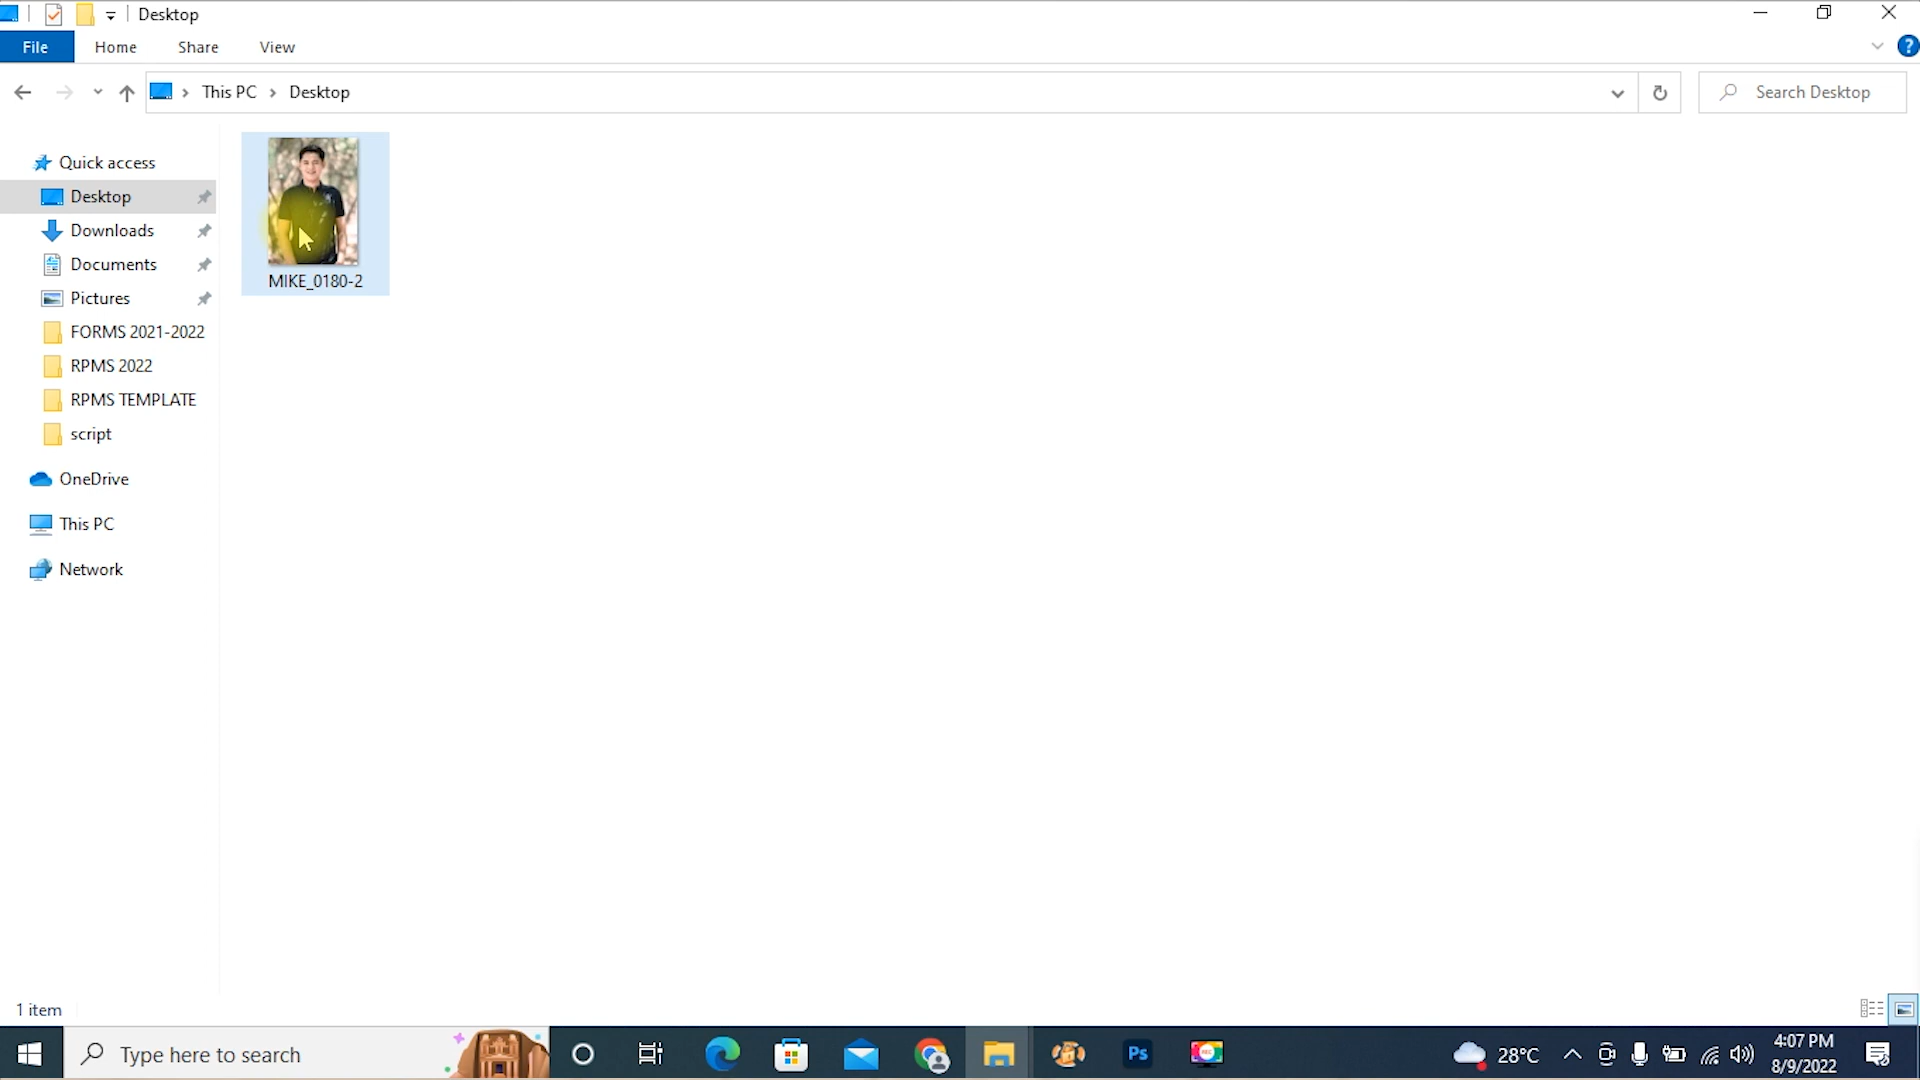 Desktop
File Home Share View
This PC Desktop
Search Desktop
Quick access
Desktop
Downloads
Documents
Pictures
FORMS 2021-2022
RPMS 2022
RPMS TEMPLATE
script
OneDrive
This PC
Network
MIKE_0180-2
1 item
Type here to search
Ps
28°C
4:07 PM
8/9/2022